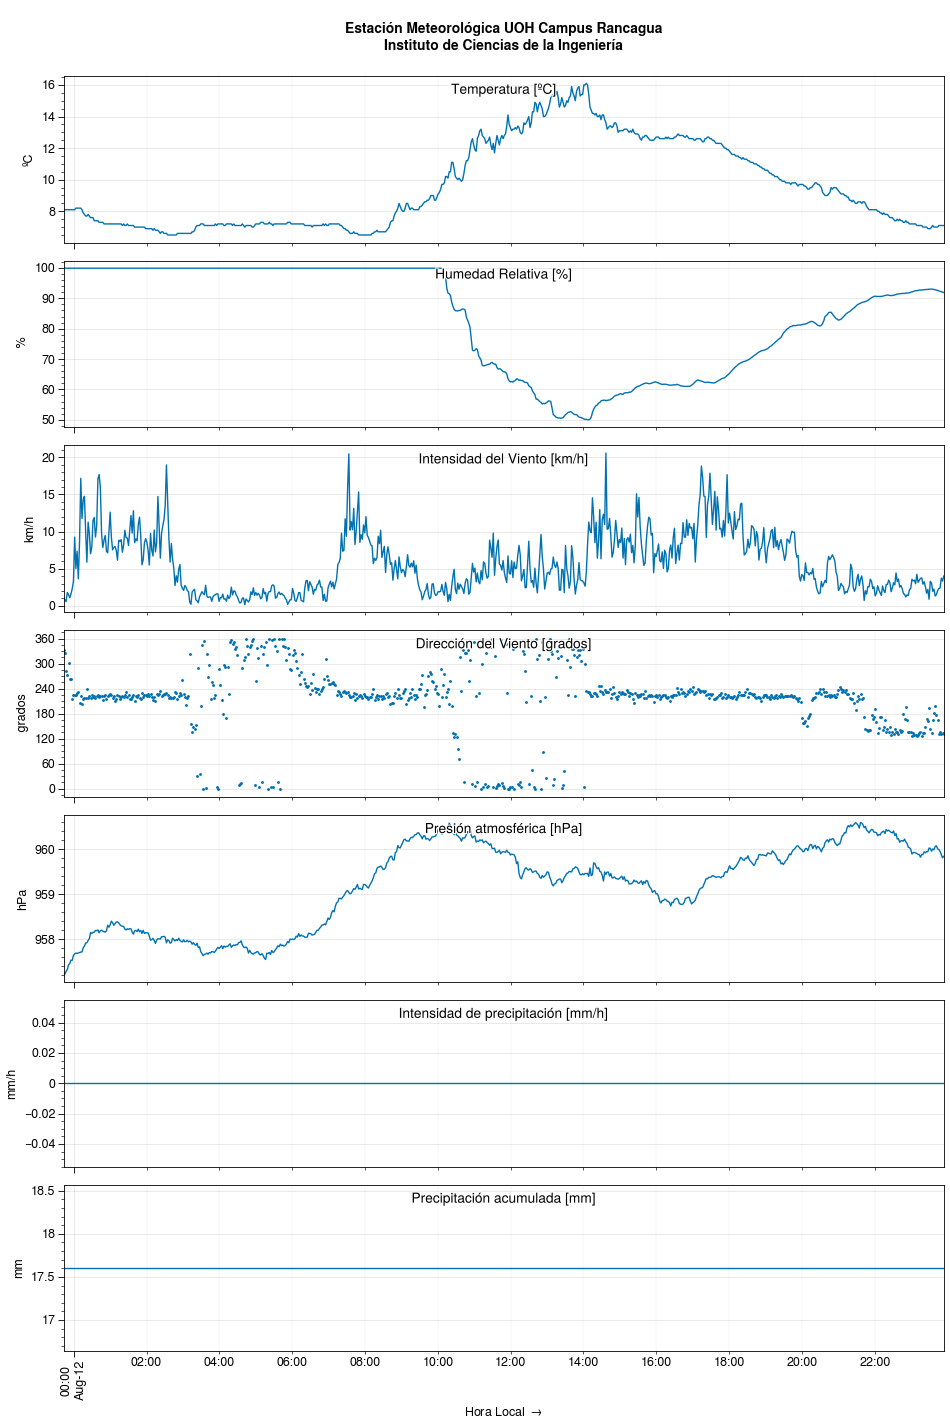 Estación Meteorológica UOH Campus Rancagua
Instituto de Ciencias de la Ingeniería
Temperatura [ºC]
ºC
16
14
12
10
8
Humedad Relativa [%]
%
100
90
80
70
60
50
Intensidad del Viento [km/h]
km/h
20
15
10
5
0
Dirección del Viento [grados]
grados
360
300
240
180
120
60
0
Presión atmosférica [hPa]
hPa
960
959
958
Intensidad de precipitación [mm/h]
mm/h
0.04
0.02
0
−0.02
−0.04
Precipitación acumulada [mm]
mm
18.5
18
17.5
17
00:00
Aug-12
02:00
04:00
06:00
08:00
10:00
12:00
14:00
16:00
18:00
20:00
22:00
Hora Local →